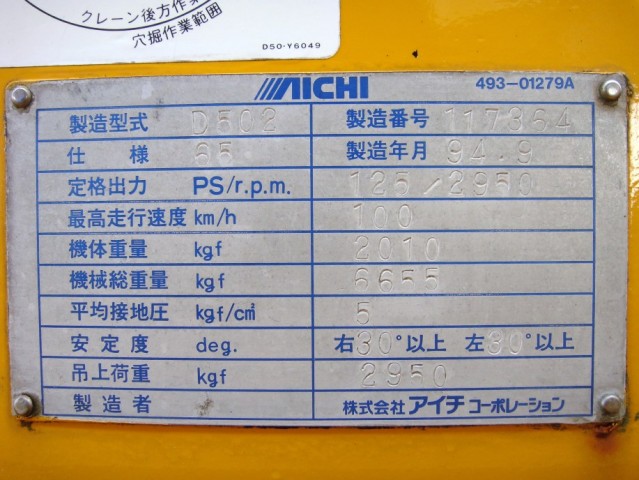 クレーン後方作業
穴掘作業範囲
D50-Y6049
AICHI 493-01279A
製造型式 D502 製造番号 117364
仕様 65 製造年月 94.9
定格出力 PS/r.p.m. 125/2950
最高走行速度 km/h 100
機体重量 kgf 2010
機械総重量 kgf 6655
平均接地圧 kgf/c㎡ 5
安定度 deg. 右30°以上 左30°以上
吊上荷重 kgf 2950
製造者 株式会社アイチコーポレーション